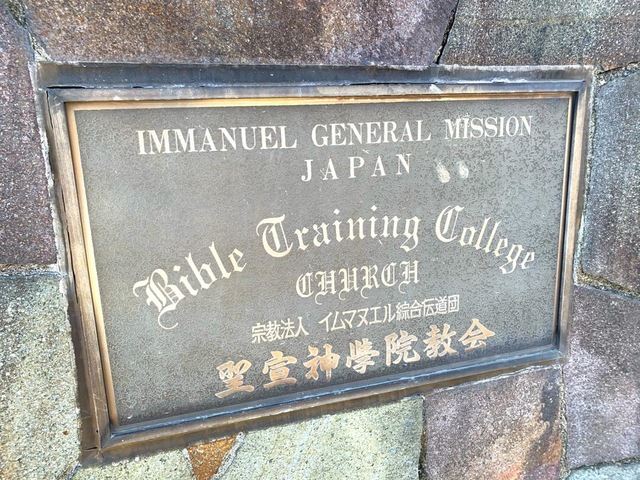 IMMANUEL GENERAL MISSION
JAPAN
Bible Training College
CHURCH
宗教法人 イムマヌエル綜合伝道団
聖宣神学院教会